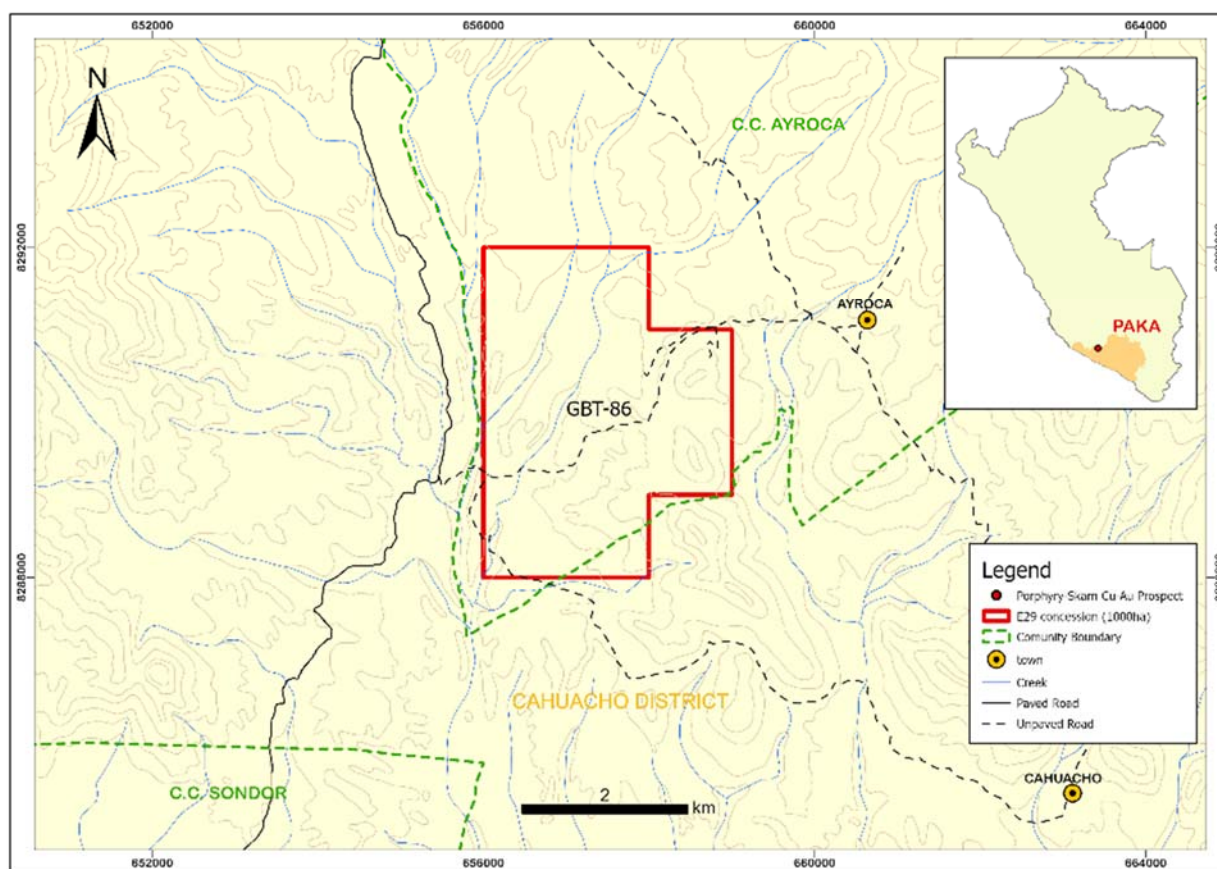 652000
656000
660000
664000
N
C.C. AYROCA
8292000
AYROCA
PAKA
GBT-86
8288000
Legend
Porphyry-Skarn Cu Au Prospect
E29 concession (1000ha)
Comunity Boundary
town
Creek
Paved Road
Unpaved Road
CAHUACHO DISTRICT
C.C. SONDOR
2
km
CAHUACHO
652000
656000
660000
664000